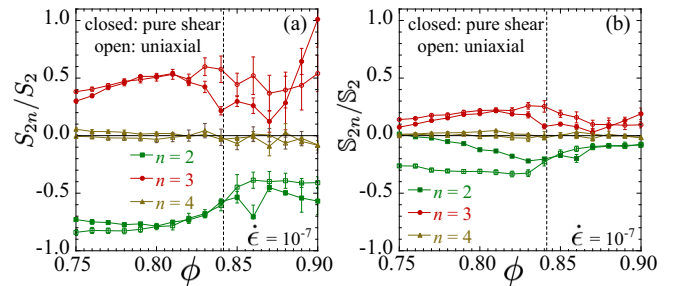 closed: pure shear (a)
open: uniaxial
S₂ₙ/S₂
1.0
0.5
0.0
-0.5
-1.0
n = 2
n = 3
n = 4
ϵ̇ = 10⁻⁷
0.75 0.80 0.85 0.90
ϕ
closed: pure shear (b)
open: uniaxial
𝕊₂ₙ/𝕊₂
1.0
0.5
0.0
-0.5
-1.0
n = 2
n = 3
n = 4
ϵ̇ = 10⁻⁷
0.75 0.80 0.85 0.90
ϕ